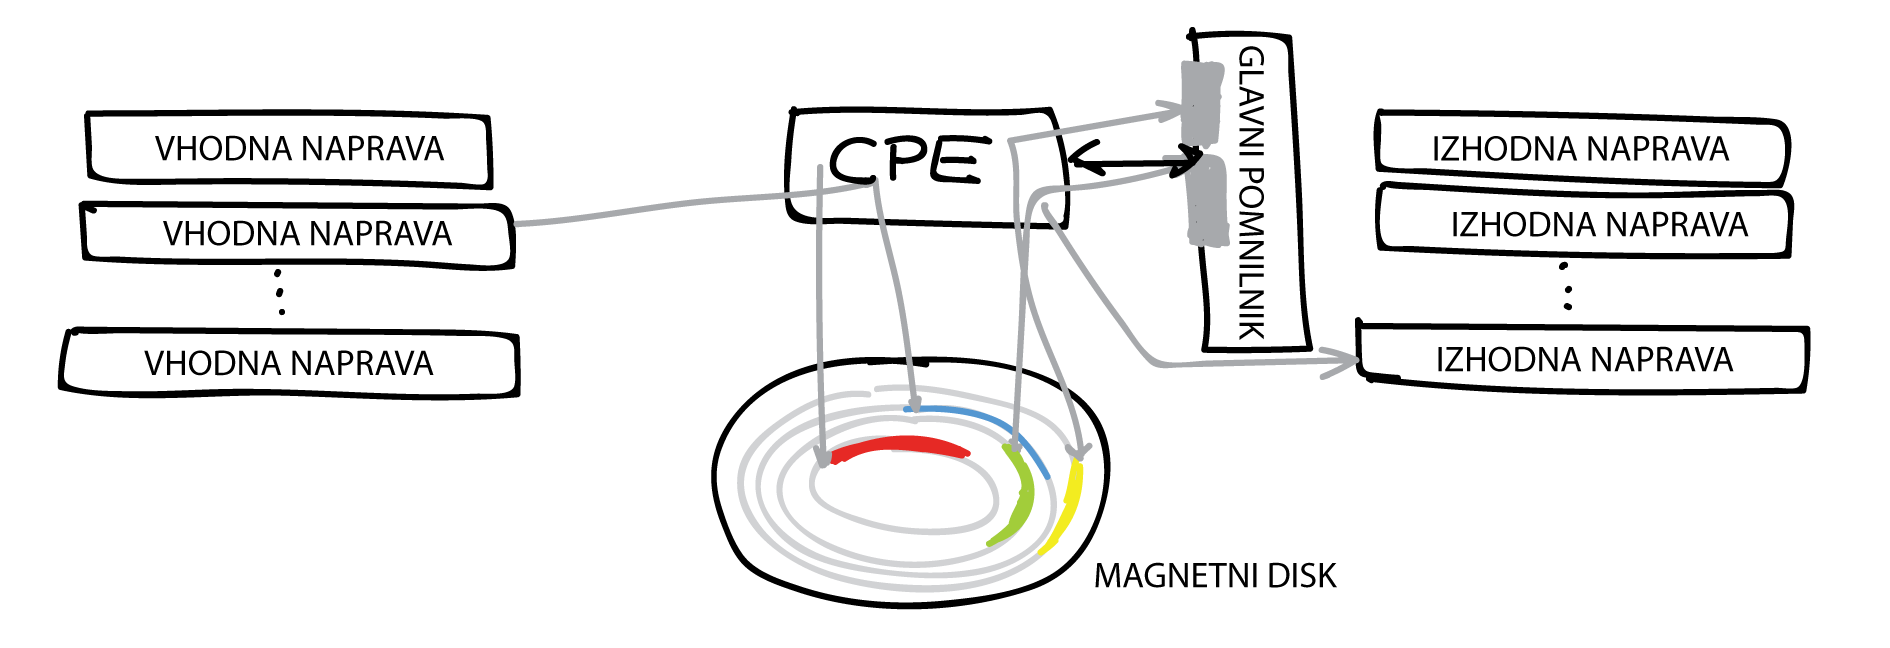 VHODNA NAPRAVA
VHODNA NAPRAVA
VHODNA NAPRAVA
CPE
GLAVNI POMNILNIK
IZHODNA NAPRAVA
IZHODNA NAPRAVA
IZHODNA NAPRAVA
MAGNETNI DISK